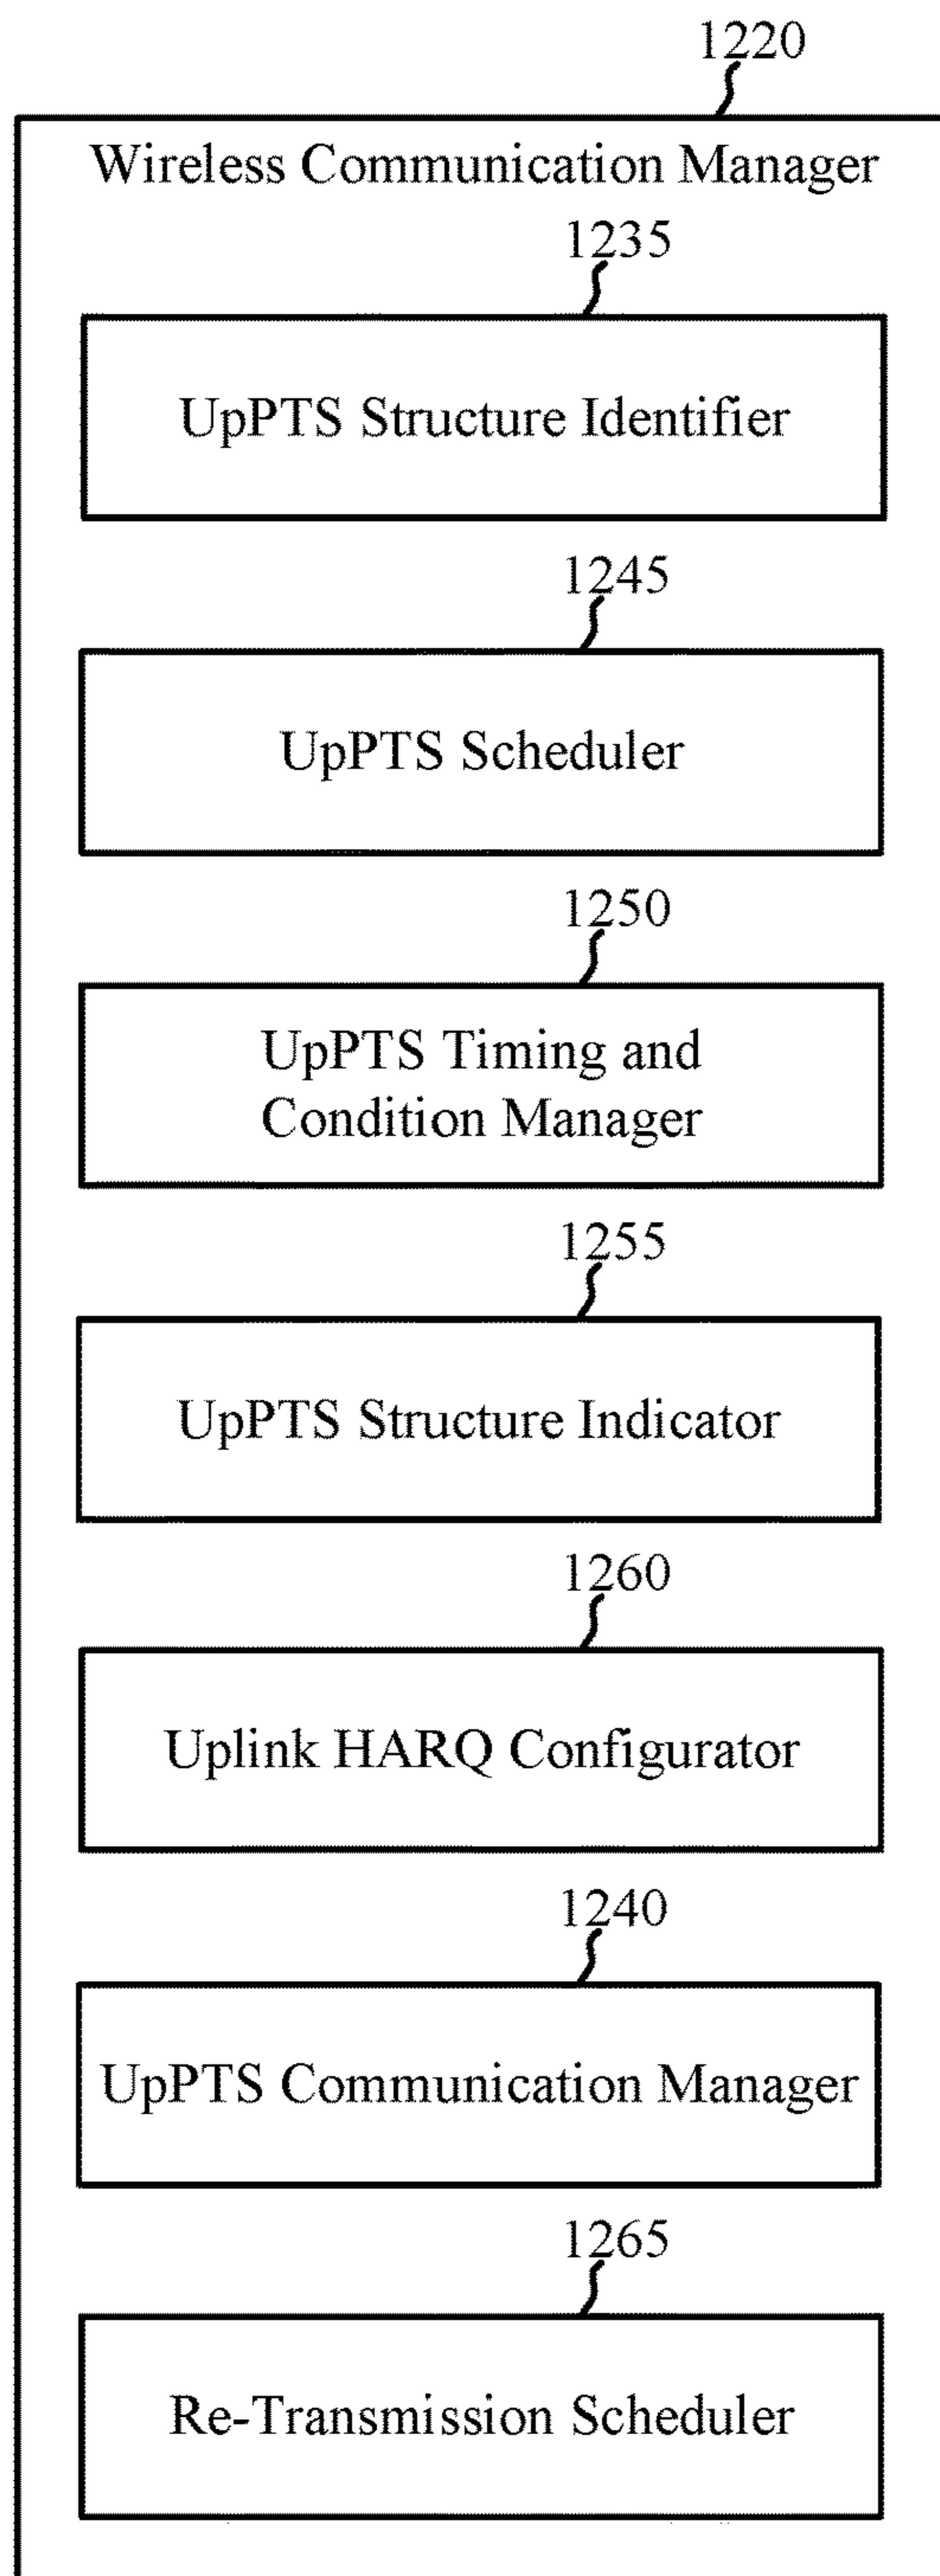 1220
Wireless Communication Manager
1235
UpPTS Structure Identifier
1245
UpPTS Scheduler
1250
UpPTS Timing and
Condition Manager
1255
UpPTS Structure Indicator
1260
Uplink HARQ Configurator
1240
UpPTS Communication Manager
1265
Re-Transmission Scheduler